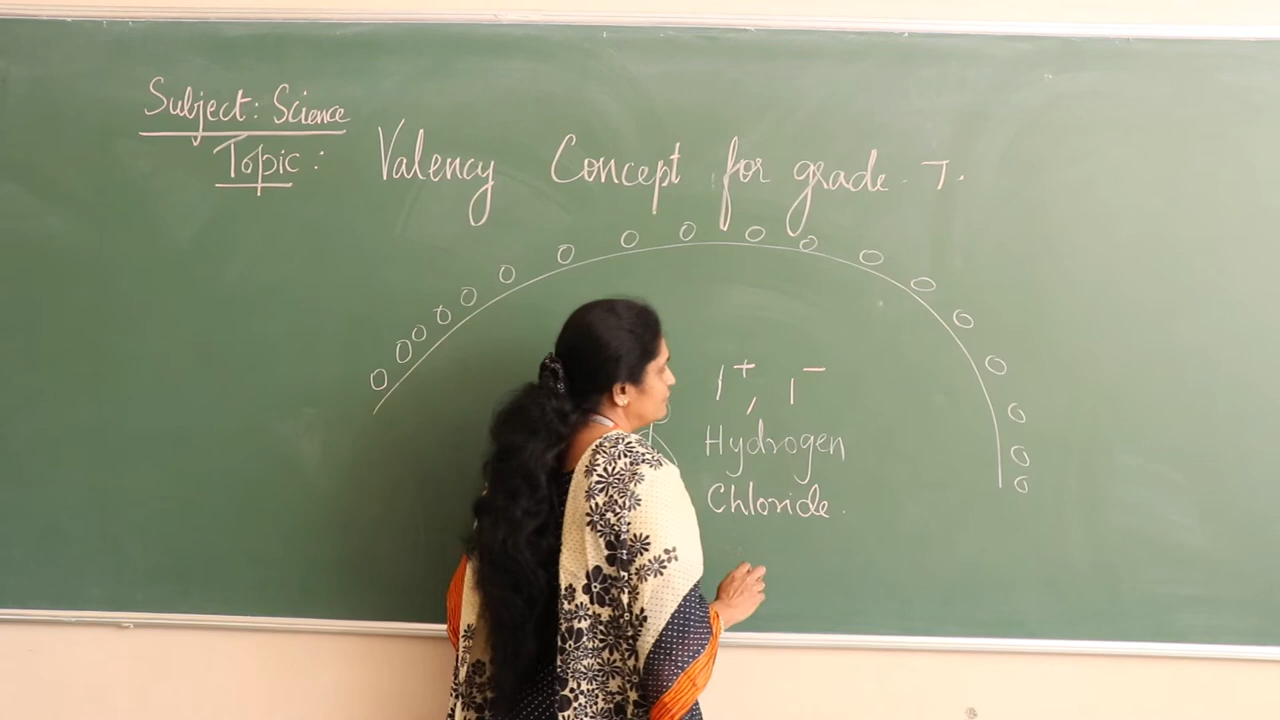 Subject: Science
Topic: Valency Concept for grade. 7.
1⁺, 1⁻
Hydrogen
Chloride.